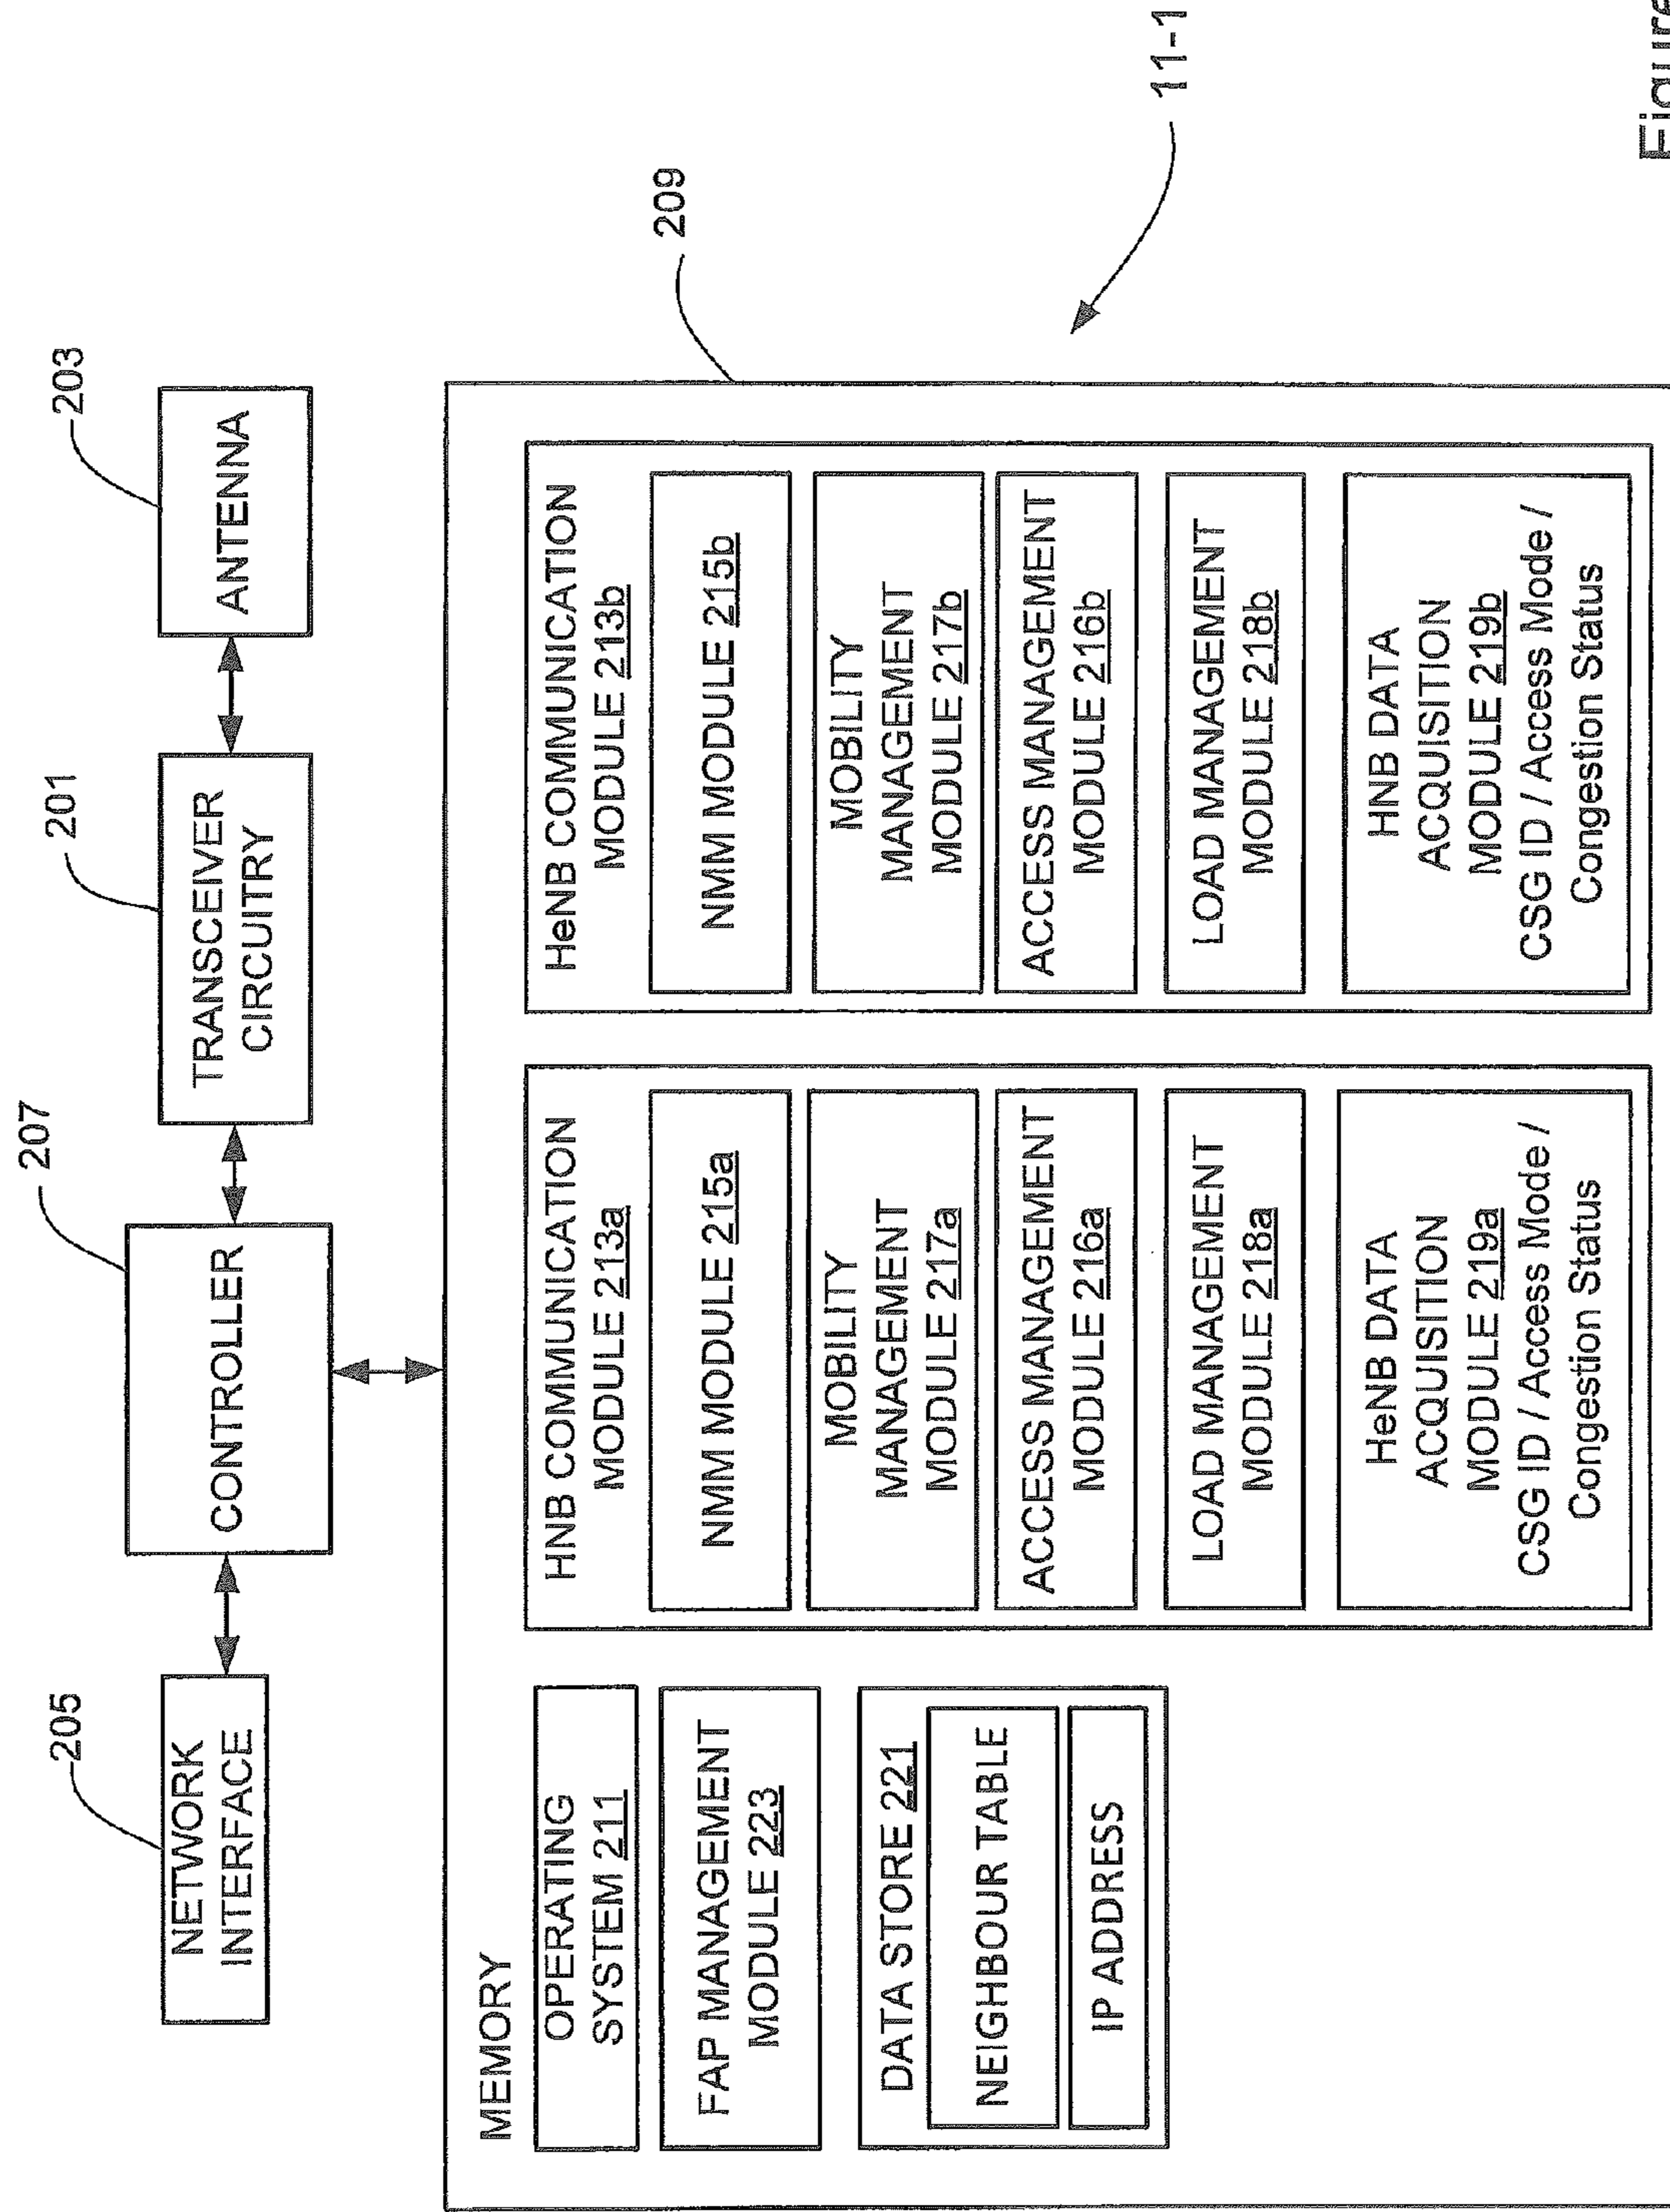 205
NETWORK
INTERFACE
207
CONTROLLER
201
TRANSCEIVER
CIRCUITRY
203
ANTENNA
209
MEMORY
OPERATING
SYSTEM 211
FAP MANAGEMENT
MODULE 223
DATA STORE 221
NEIGHBOUR TABLE
IP ADDRESS
HNB COMMUNICATION
MODULE 213a
NMM MODULE 215a
MOBILITY
MANAGEMENT
MODULE 217a
ACCESS MANAGEMENT
MODULE 216a
LOAD MANAGEMENT
MODULE 218a
HeNB DATA
ACQUISITION
MODULE 219a
CSG ID / Access Mode /
Congestion Status
HeNB COMMUNICATION
MODULE 213b
NMM MODULE 215b
MOBILITY
MANAGEMENT
MODULE 217b
ACCESS MANAGEMENT
MODULE 216b
LOAD MANAGEMENT
MODULE 218b
HNB DATA
ACQUISITION
MODULE 219b
CSG ID / Access Mode /
Congestion Status
11-1
Figure